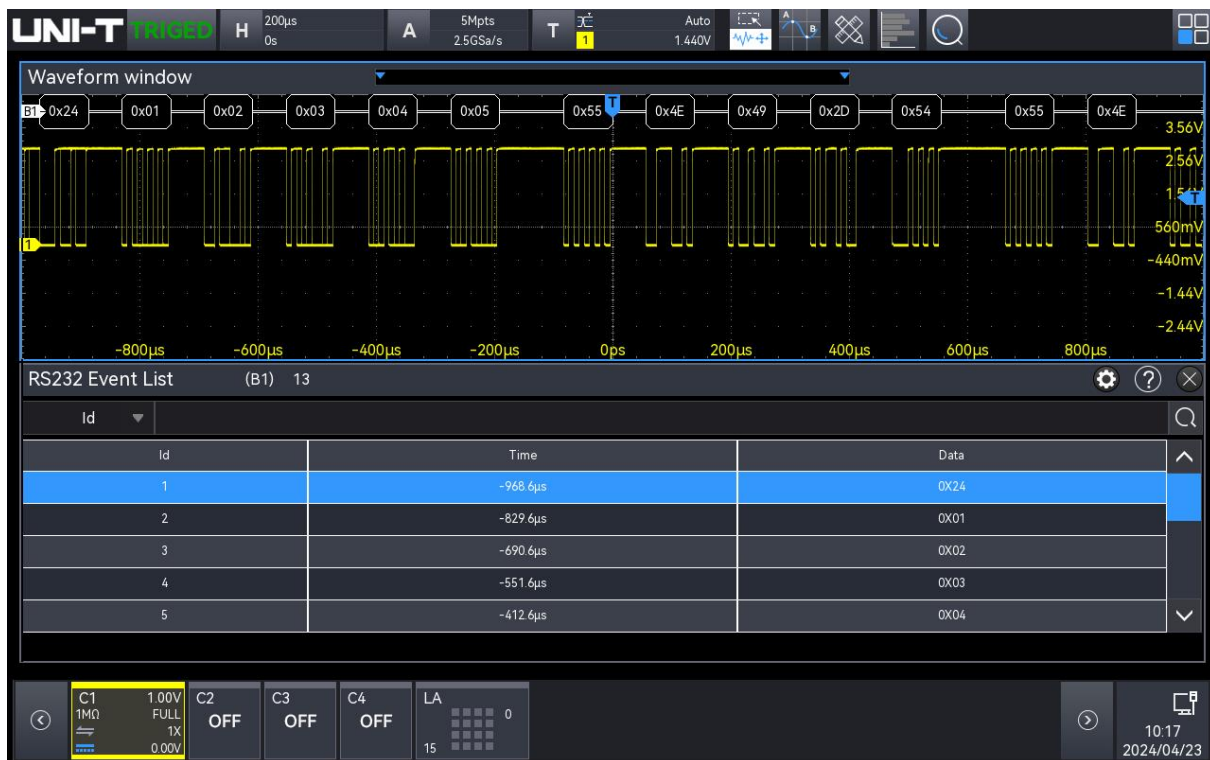 UNI-T TRIGED H 200µs 0s A 5Mpts 2.5GSa/s T 1 Auto 1.440V A B
Waveform window
B1 0x24 0x01 0x02 0x03 0x04 0x05 0x55 T 0x4E 0x49 0x2D 0x54 0x55 0x4E
3.56V
2.56V
T
1
560mV
-440mV
-1.44V
-2.44V
-800µs -600µs -400µs -200µs 0ps 200µs 400µs 600µs 800µs
RS232 Event List (B1) 13 ?
Id
Id Time Data
1 -968.6µs 0X24
2 -829.6µs 0X01
3 -690.6µs 0X02
4 -551.6µs 0X03
5 -412.6µs 0X04
C1 1.00V C2 C3 C4 LA
1MΩ FULL OFF OFF OFF 0
1X
0.00V 15
10:17
2024/04/23